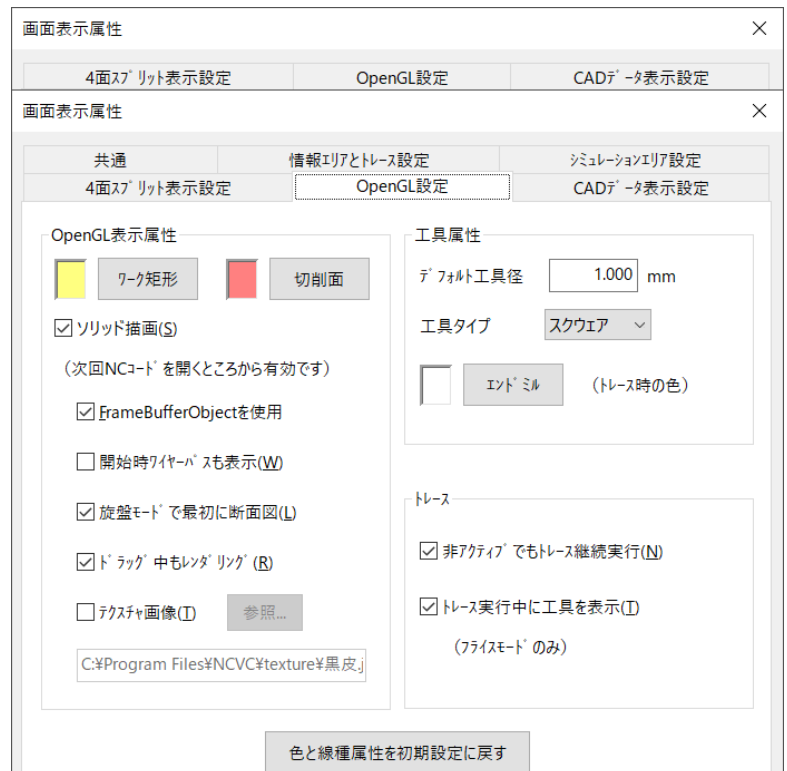 画面表示属性
4面ｽﾌﾟﾘｯﾄ表示設定 OpenGL設定 CADﾃﾞｰﾀ表示設定
画面表示属性
共通 情報ｴﾘｱとﾄﾚｰｽ設定 ｼﾐｭﾚｰｼｮﾝｴﾘｱ設定
4面ｽﾌﾟﾘｯﾄ表示設定 OpenGL設定 CADﾃﾞｰﾀ表示設定
OpenGL表示属性
ﾜｰｸ矩形 切削面
ソリッド描画(S)
（次回NCｺｰﾄﾞを開くところから有効です）
FrameBufferObjectを使用
開始時ﾜｲﾔｰﾊﾟｽも表示(W)
旋盤ﾓｰﾄﾞで最初に断面図(L)
ﾄﾞﾗｯｸﾞ中もﾚﾝﾀﾞﾘﾝｸﾞ(R)
ﾃｸｽﾁｬ画像(T) 参照...
C:¥Program Files¥NCVC¥texture¥黒皮.j
工具属性
ﾃﾞﾌｫﾙﾄ工具径 1.000 mm
工具タイプ スクウェア
ｴﾝﾄﾞﾐﾙ （ﾄﾚｰｽ時の色）
ﾄﾚｰｽ
非ｱｸﾃｨﾌﾞでもﾄﾚｰｽ継続実行(N)
ﾄﾚｰｽ実行中に工具を表示(T)
（ﾌﾗｲｽﾓｰﾄﾞのみ）
色と線種属性を初期設定に戻す